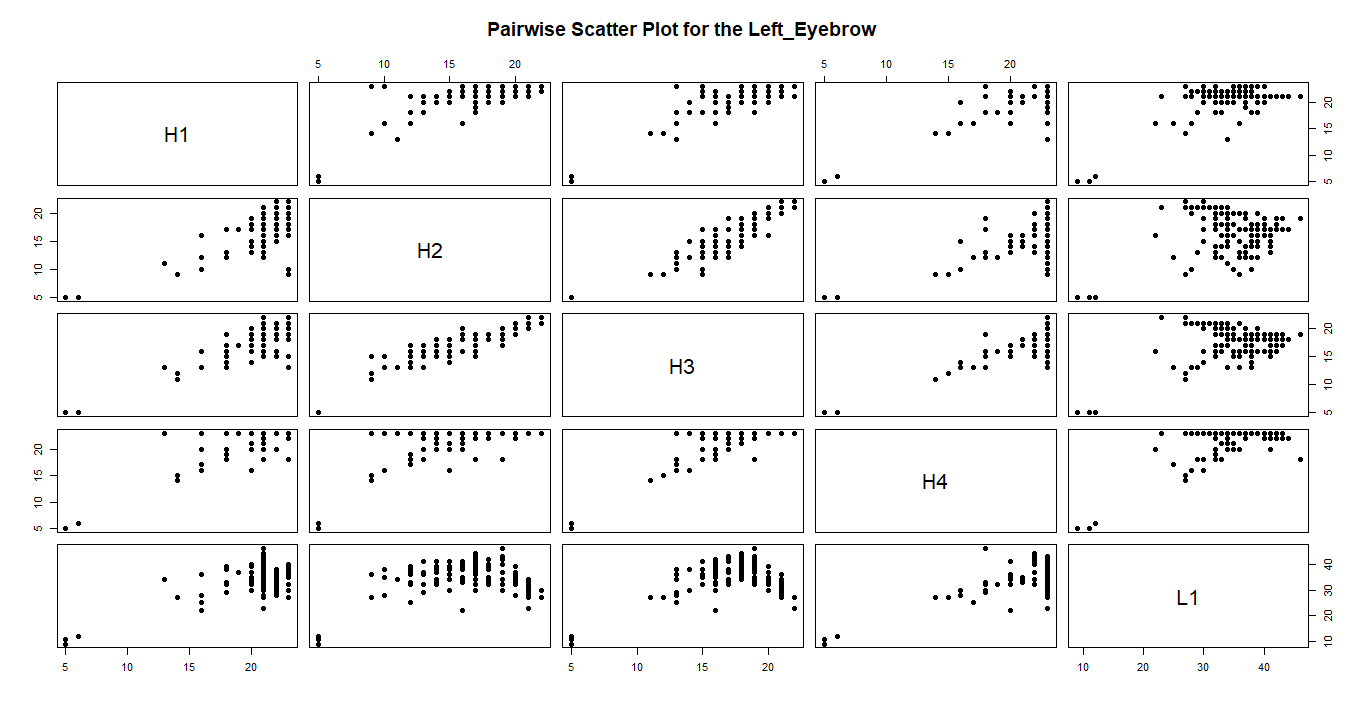 Pairwise Scatter Plot for the Left_Eyebrow
5 10 15 20 5 10 15 20
H1
5 10 15 20
5 10 15 20
H2
H3
5 10 15 20
5 10 15 20
H4
L1
10 20 30 40
5 10 15 20 5 10 15 20 10 20 30 40